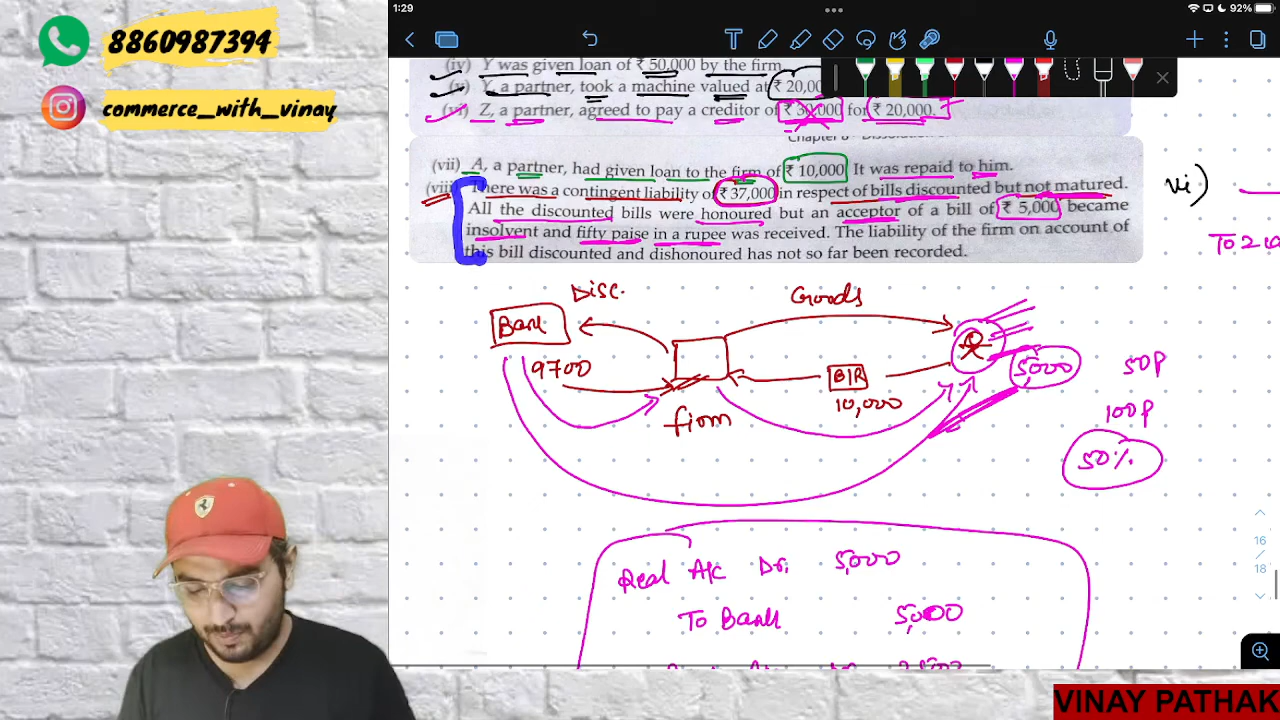 8860987394
commerce_with_vinay
1:29
92%
(iv) Y was given loan of ₹ 50,000 by the firm
(v) Y, a partner, took a machine valued at ₹ 20,00
(vi) Z, a partner, agreed to pay a creditor of ₹ 30,000 for ₹ 20,000.
(vii) A, a partner, had given loan to the firm of ₹ 10,000. It was repaid to him.
There was a contingent liability of ₹ 37,000 in respect of bills discounted but not matured.
All the discounted bills were honoured but an acceptor of a bill of ₹ 5,000 became
insolvent and fifty paise in a rupee was received. The liability of the firm on account of
this bill discounted and dishonoured has not so far been recorded.
vi)
To
Disc.
Goods
Bank
9700
B/R
10,000
firm
5000
50P
100P
50%
Real A/c Dr. 5,000
To Bank 5,000
16
/
18
VINAY PATHAK